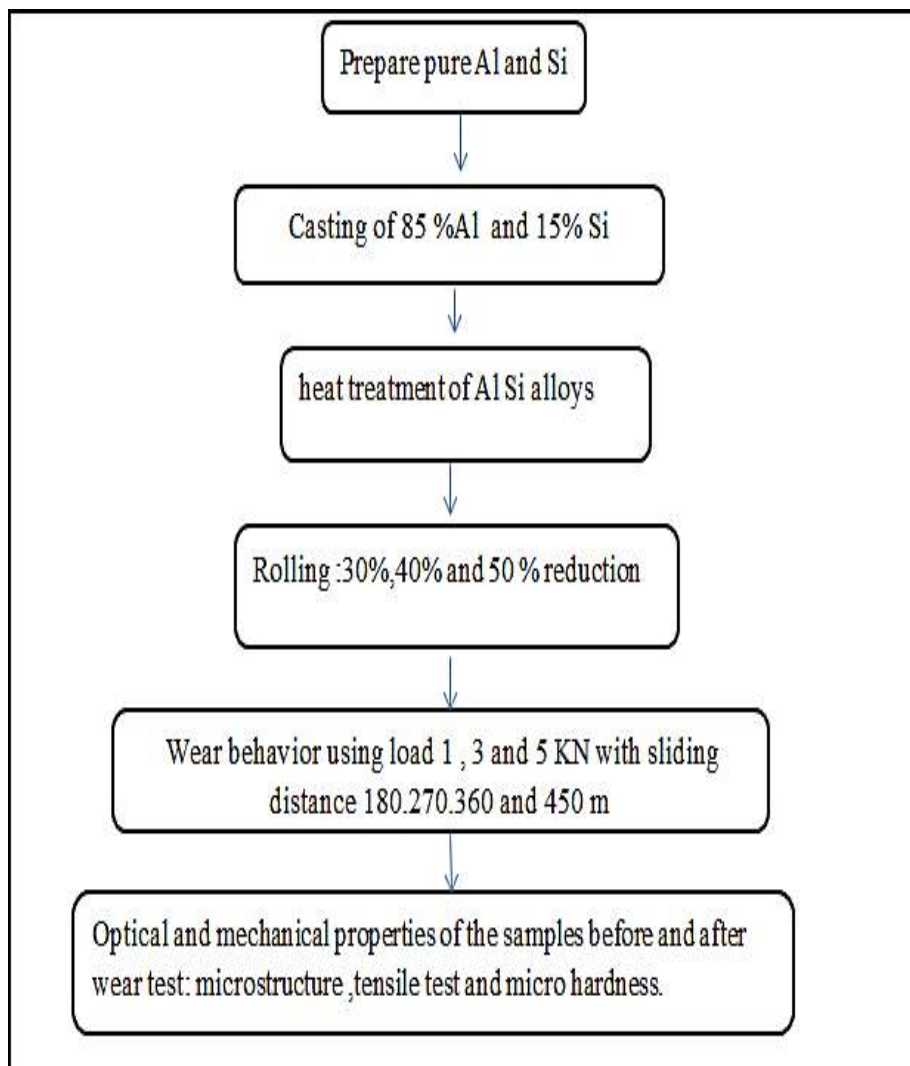 Prepare pure Al and Si
Casting of 85 %Al and 15% Si
heat treatment of Al Si alloys
Rolling :30%,40% and 50 % reduction
Wear behavior using load 1 , 3 and 5 KN with sliding
distance 180.270.360 and 450 m
Optical and mechanical properties of the samples before and after
wear test: microstructure ,tensile test and micro hardness.